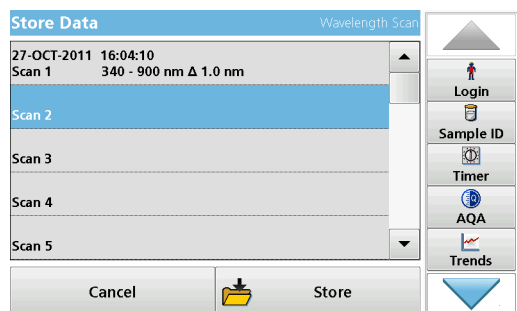 Store Data
Wavelength Scan
27-OCT-2011 16:04:10
Scan 1 340 - 900 nm Δ 1.0 nm
Scan 2
Scan 3
Scan 4
Scan 5
Cancel
Store
Login
Sample ID
Timer
AQA
Trends